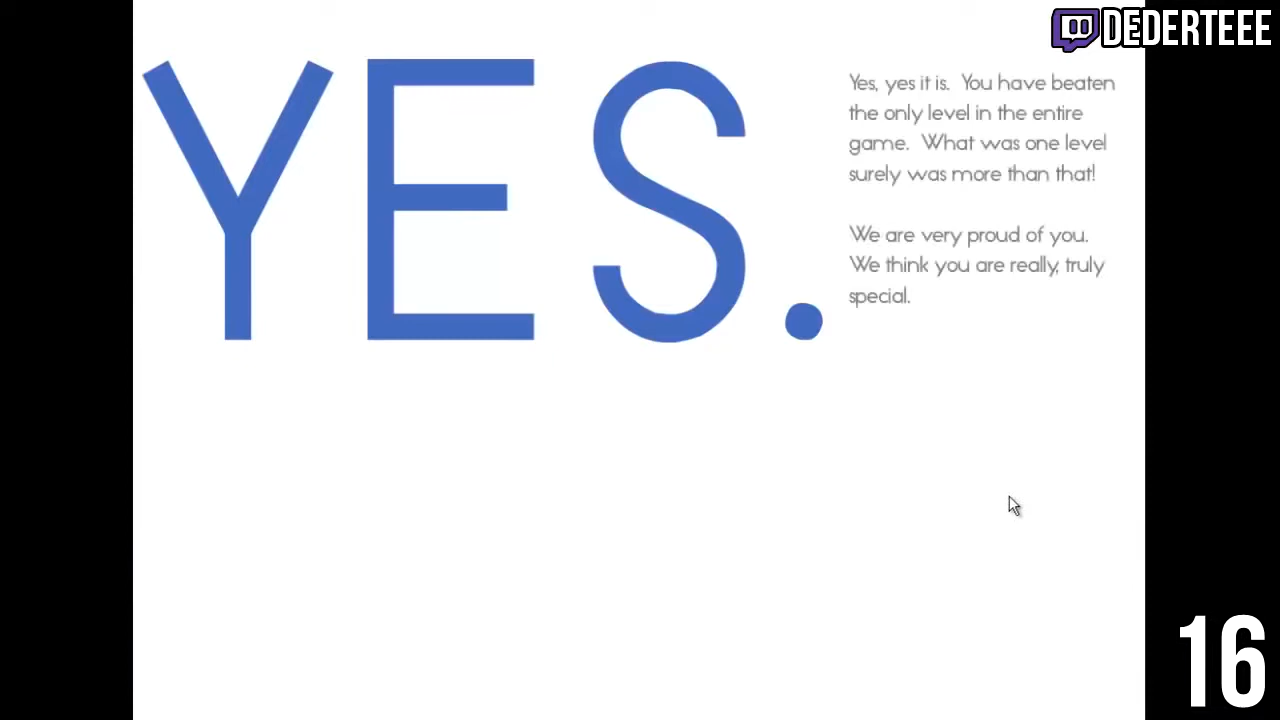 DEDERTEEE
YES.
Yes, yes it is.  You have beaten
the only level in the entire
game.  What was one level
surely was more than that!
We are very proud of you.
We think you are really, truly
special.
16